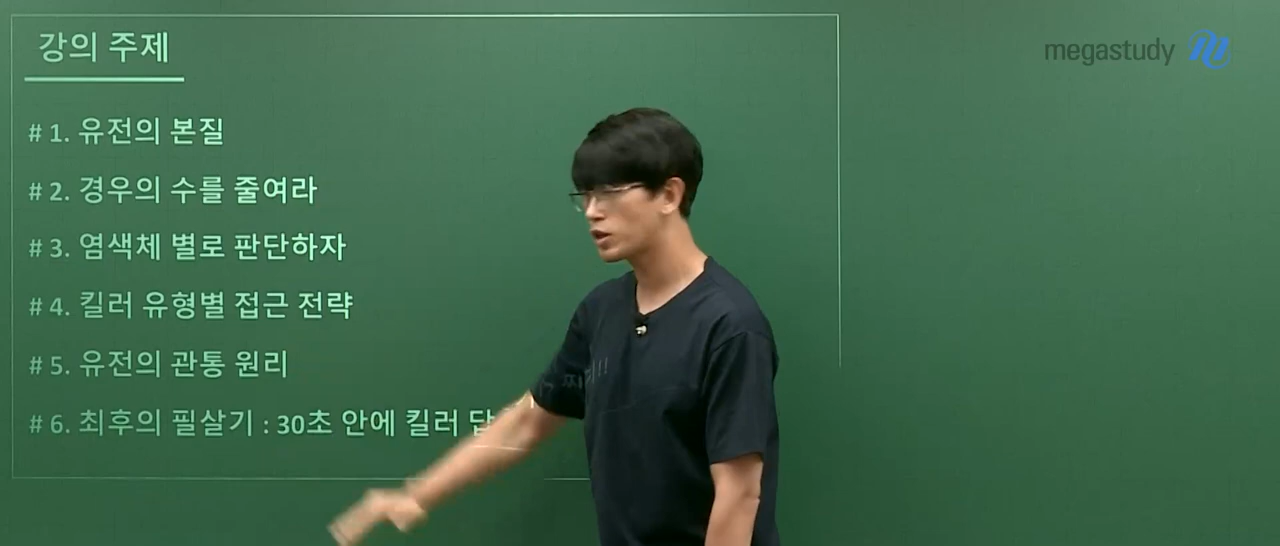 강의 주제
megastudy
# 1. 유전의 본질
# 2. 경우의 수를 줄여라
# 3. 염색체 별로 판단하자
# 4. 킬러 유형별 접근 전략
# 5. 유전의 관통 원리
# 6. 최후의 필살기 : 30초 안에 킬러 답